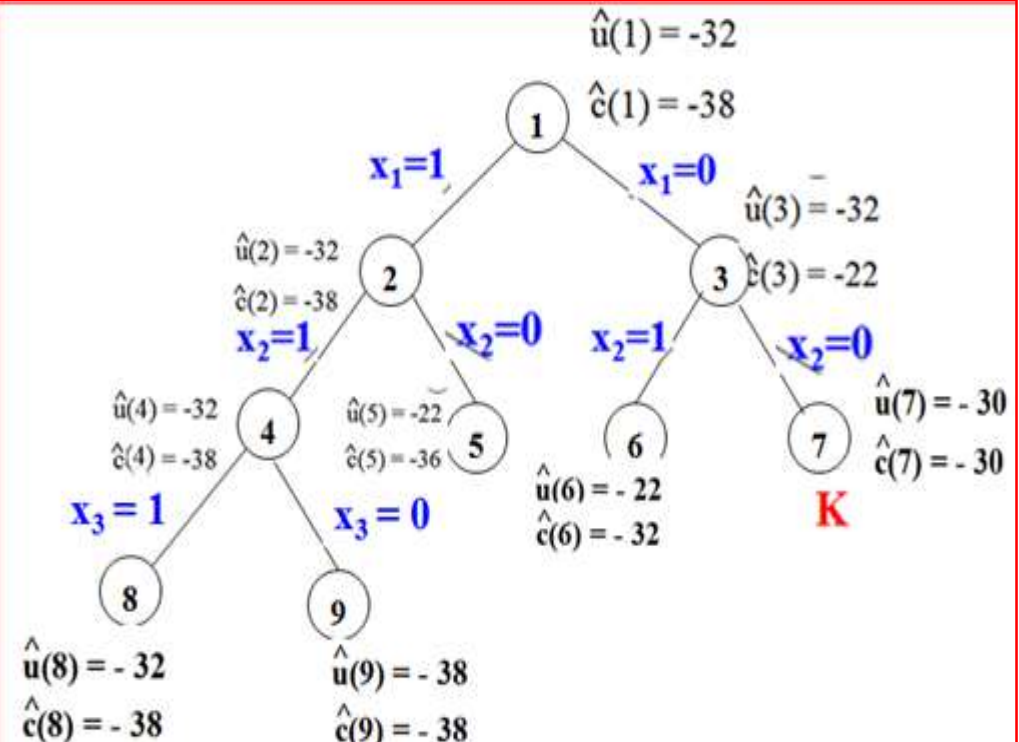 û(1) = -32
ĉ(1) = -38
1
x₁=1
x₁=0
û(2) = -32
ĉ(2) = -38
2
3
û(3) = -32
ĉ(3) = -22
x₂=1
x₂=0
x₂=1
x₂=0
û(4) = -32
ĉ(4) = -38
4
û(5) = -22
ĉ(5) = -36
5
6
û(6) = - 22
ĉ(6) = - 32
7
û(7) = - 30
ĉ(7) = - 30
K
x₃ = 1
x₃ = 0
8
9
û(8) = - 32
ĉ(8) = - 38
û(9) = - 38
ĉ(9) = - 38